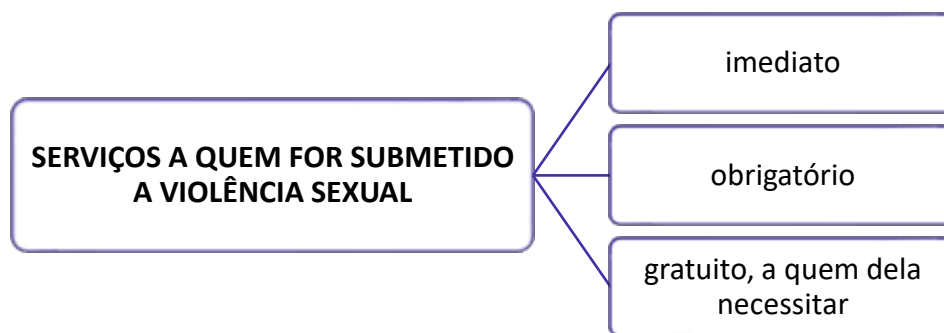 SERVIÇOS A QUEM FOR SUBMETIDO
A VIOLÊNCIA SEXUAL
imediato
obrigatório
gratuito, a quem dela
necessitar